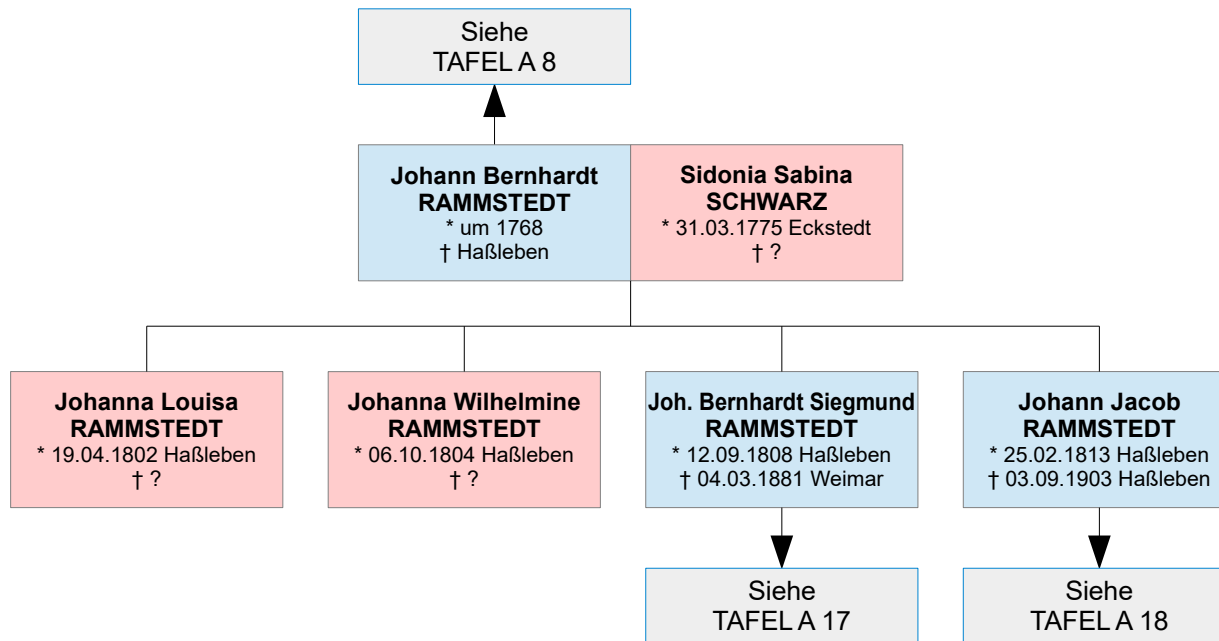 Siehe
TAFEL A 8
Johann Bernhardt
RAMMSTEDT
* um 1768
† Haßleben
Sidonia Sabina
SCHWARZ
* 31.03.1775 Eckstedt
† ?
Johanna Louisa
RAMMSTEDT
* 19.04.1802 Haßleben
† ?
Johanna Wilhelmine
RAMMSTEDT
* 06.10.1804 Haßleben
† ?
Joh. Bernhardt Siegmund
RAMMSTEDT
* 12.09.1808 Haßleben
† 04.03.1881 Weimar
Johann Jacob
RAMMSTEDT
* 25.02.1813 Haßleben
† 03.09.1903 Haßleben
Siehe
TAFEL A 17
Siehe
TAFEL A 18